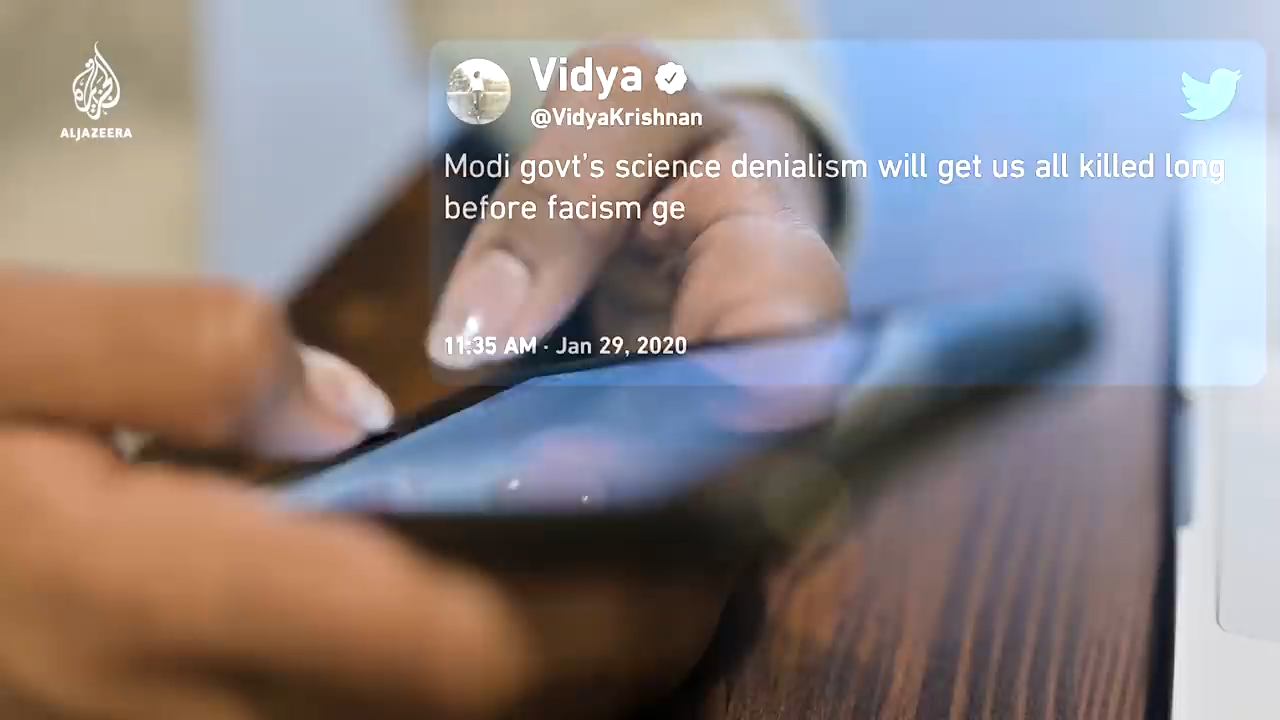 ALJAZEERA
Vidya
@VidyaKrishnan
Modi govt's science denialism will get us all killed long
before facism ge
11:35 AM · Jan 29, 2020